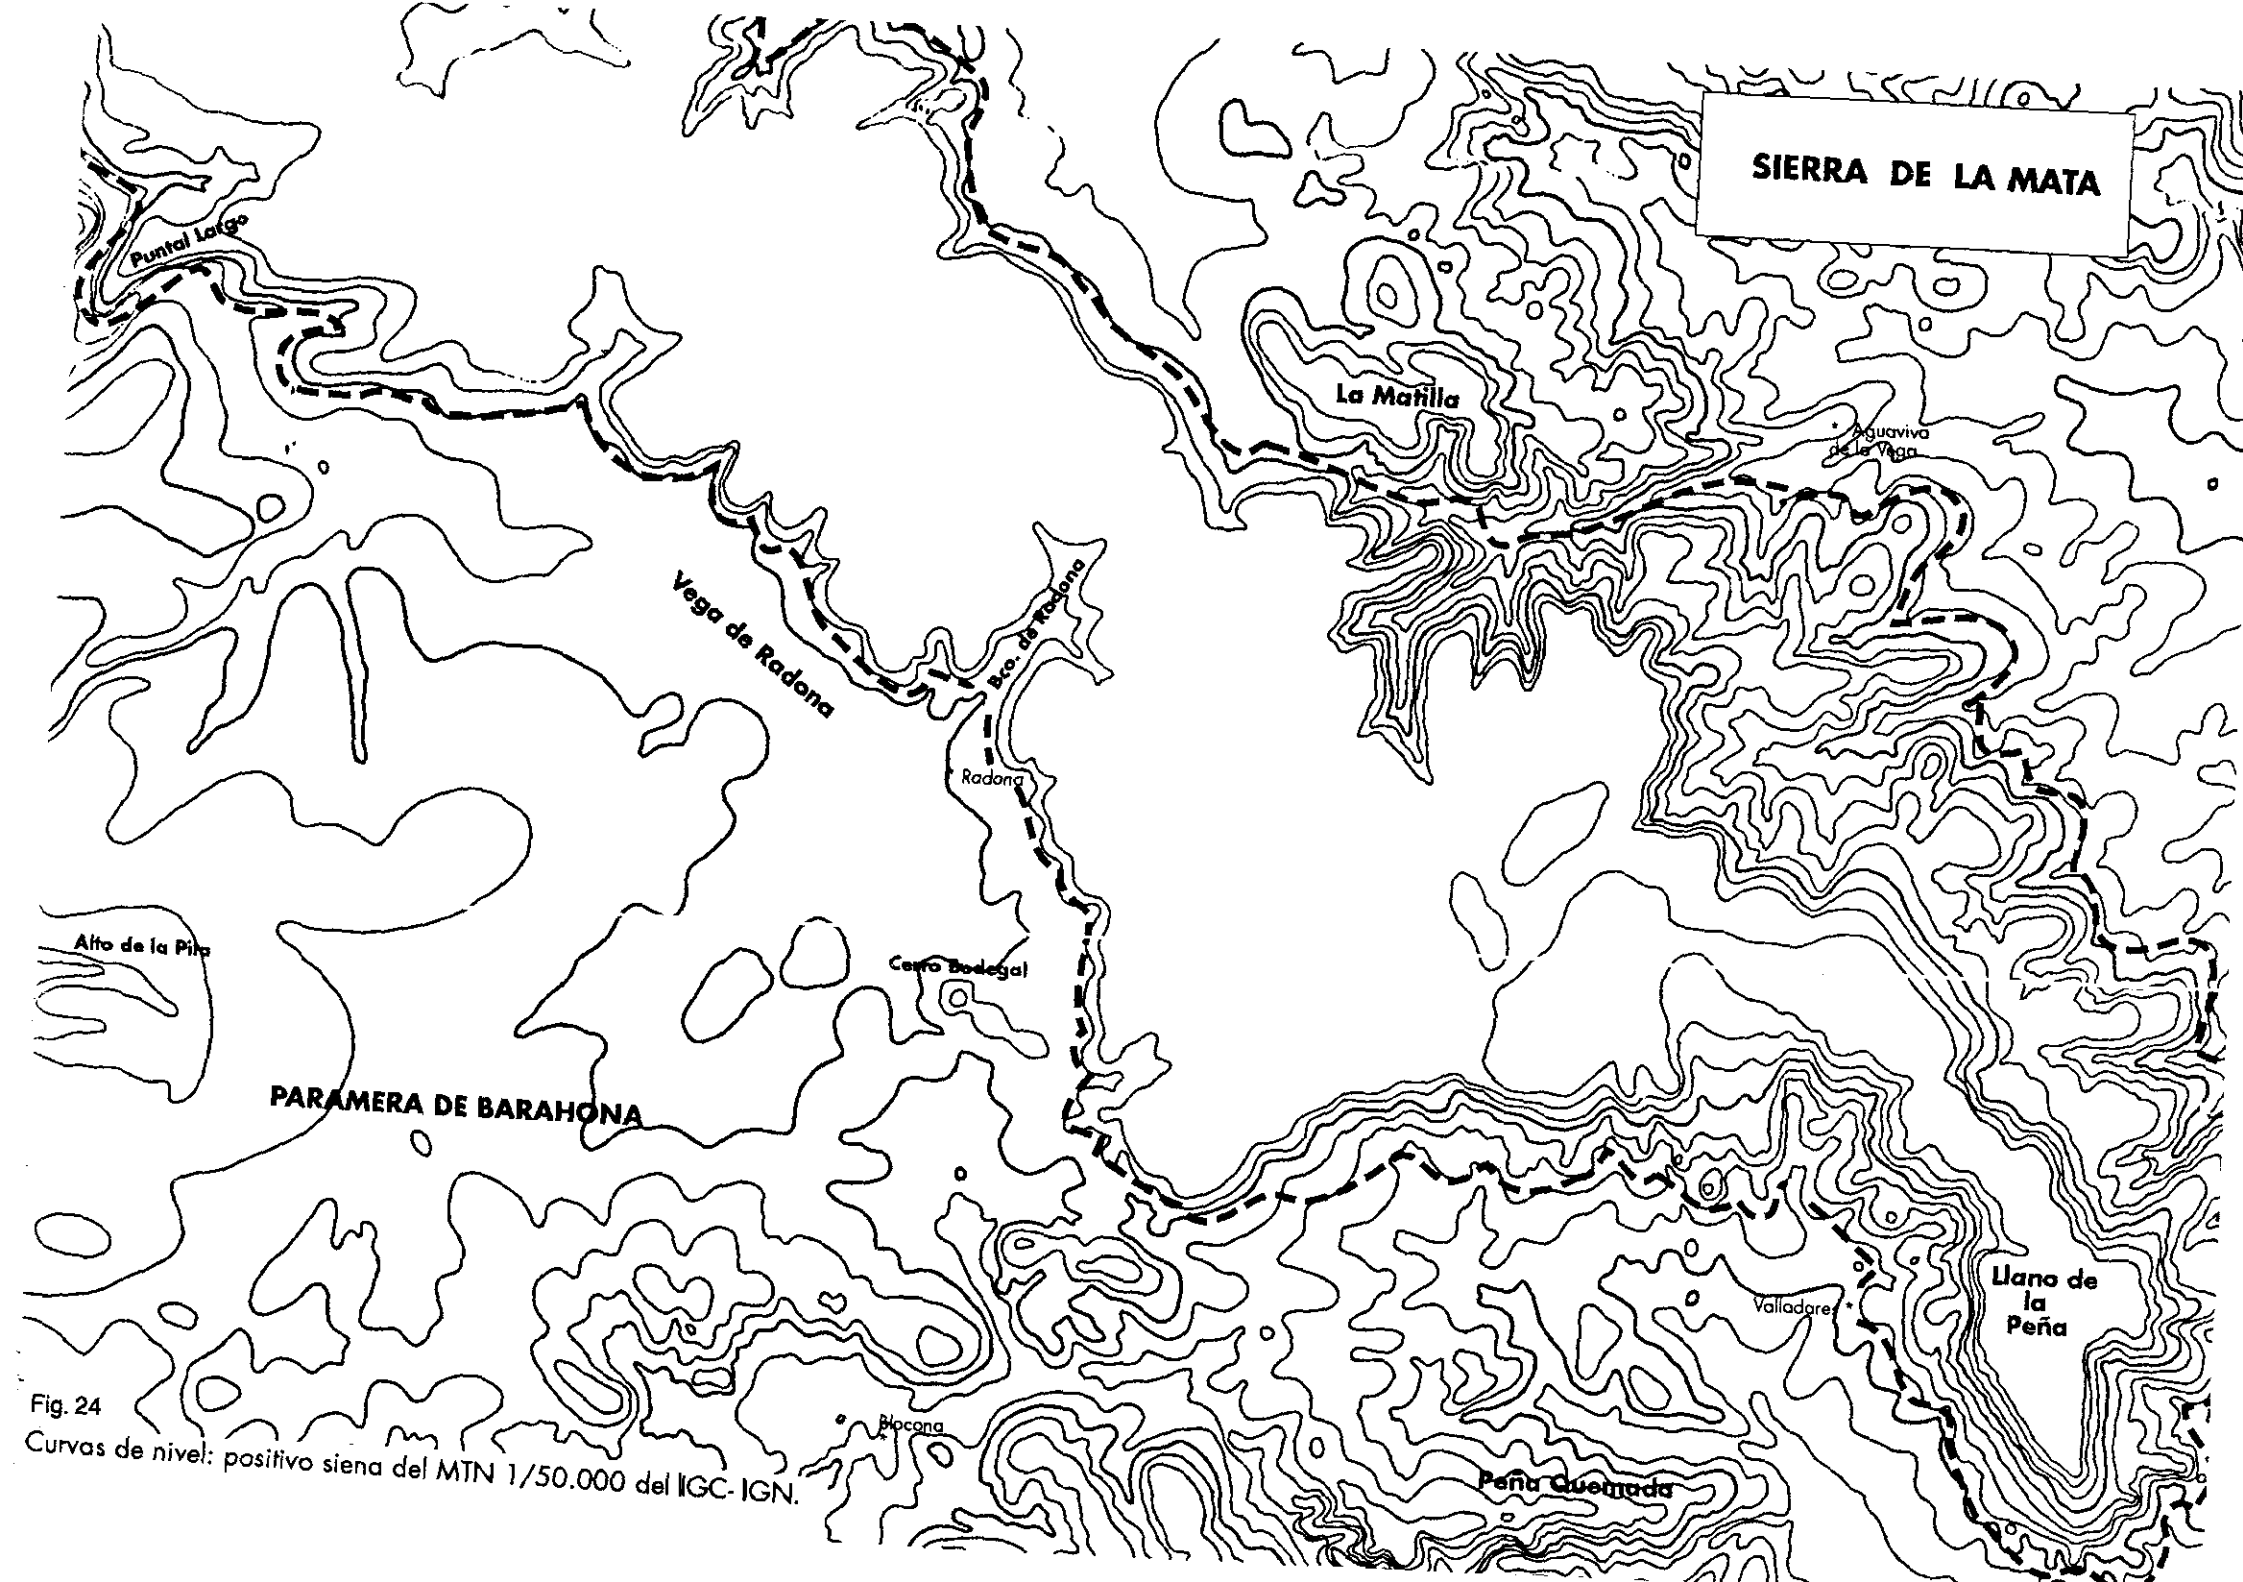 SIERRA DE LA MATA
Puntal Largo
La Matilla
Aguaviva
de la Vega
Bco. de Radona
Vega de Radona
Radona
Alto de la Pila
Cerro Bodegal
PARAMERA DE BARAHONA
Llano de
la
Peña
Valladares
Blocona
Peña Quemada
Fig. 24
Curvas de nivel: positivo siena del MTN 1/50.000 del IIGC- IGN.